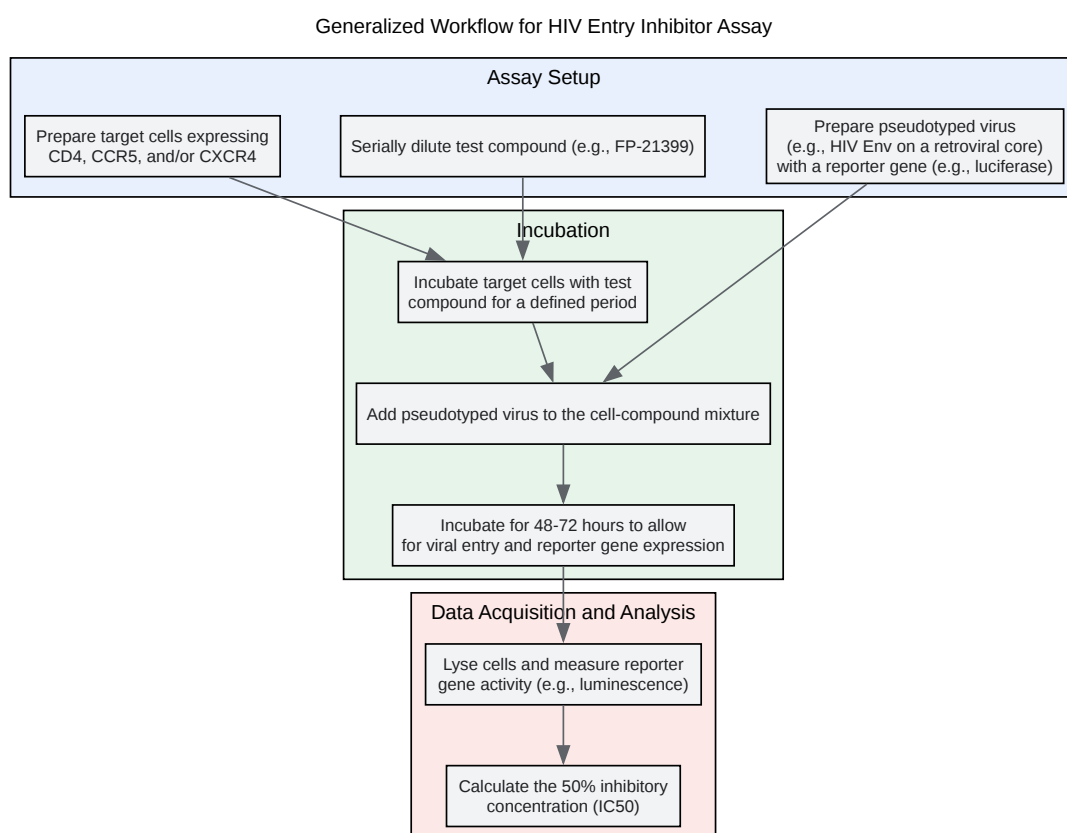 Generalized Workflow for HIV Entry Inhibitor Assay
Assay Setup
Prepare target cells expressing
CD4, CCR5, and/or CXCR4
Serially dilute test compound (e.g., FP-21399)
Prepare pseudotyped virus
(e.g., HIV Env on a retroviral core)
with a reporter gene (e.g., luciferase)
Incubation
Incubate target cells with test
compound for a defined period
Add pseudotyped virus to the cell-compound mixture
Incubate for 48-72 hours to allow
for viral entry and reporter gene expression
Data Acquisition and Analysis
Lyse cells and measure reporter
gene activity (e.g., luminescence)
Calculate the 50% inhibitory
concentration (IC50)